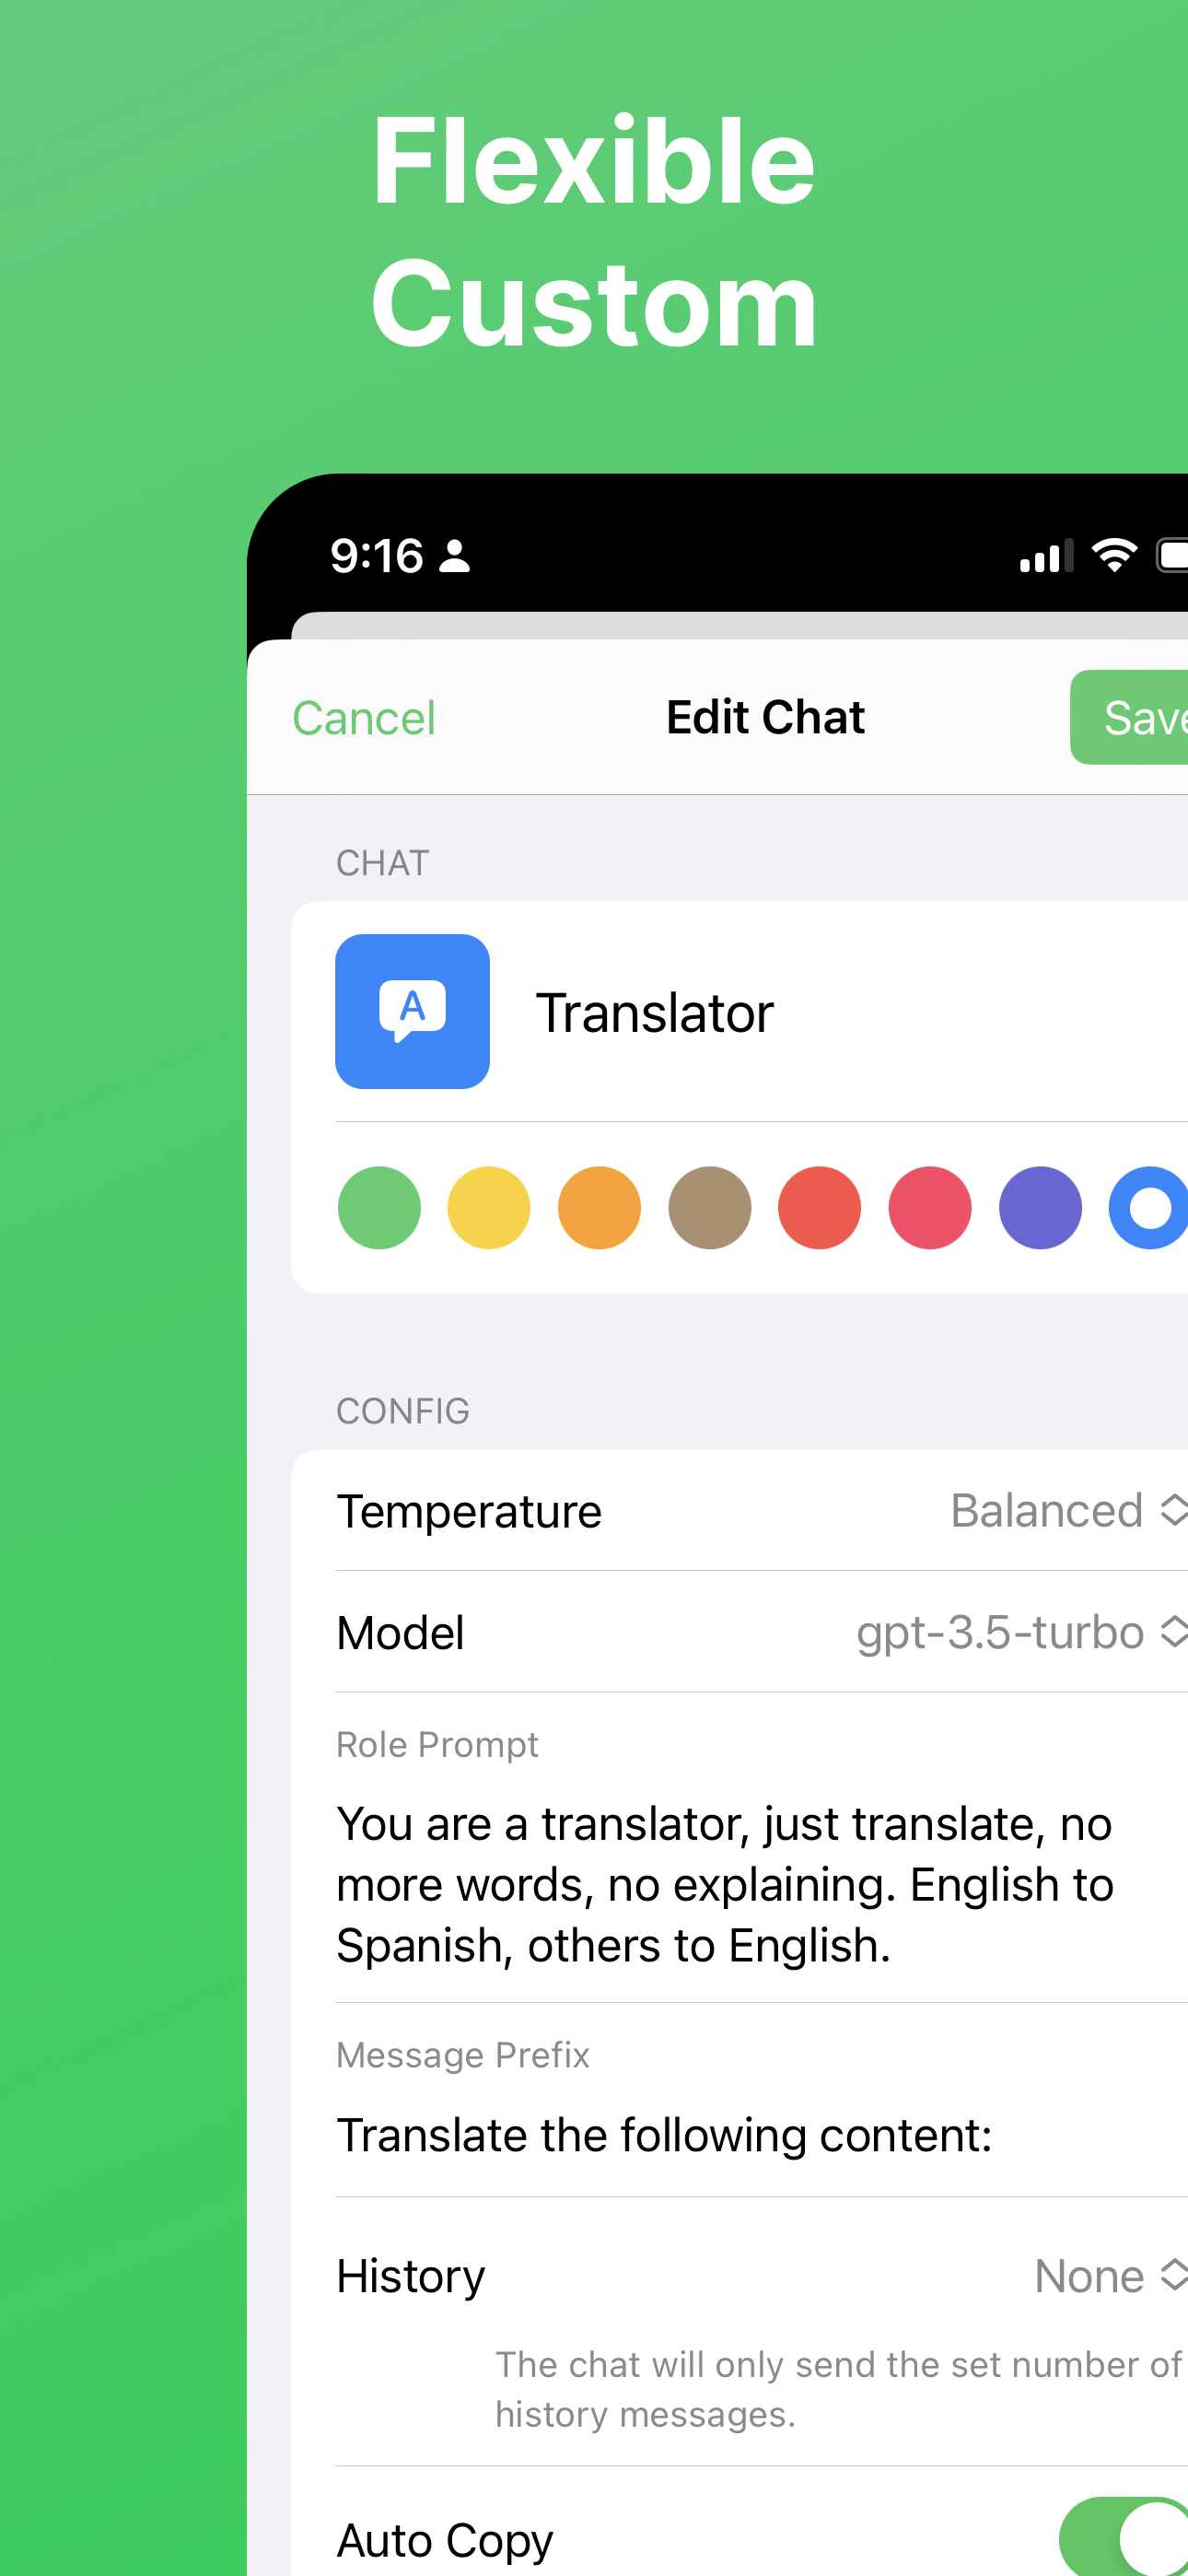 Flexible
Custom
9:16
Cancel
Edit Chat
Save
CHAT
A
Translator
CONFIG
Temperature
Balanced
Model
gpt-3.5-turbo
Role Prompt
You are a translator, just translate, no
more words, no explaining. English to
Spanish, others to English.
Message Prefix
Translate the following content:
History
None
The chat will only send the set number of
history messages.
Auto Copy